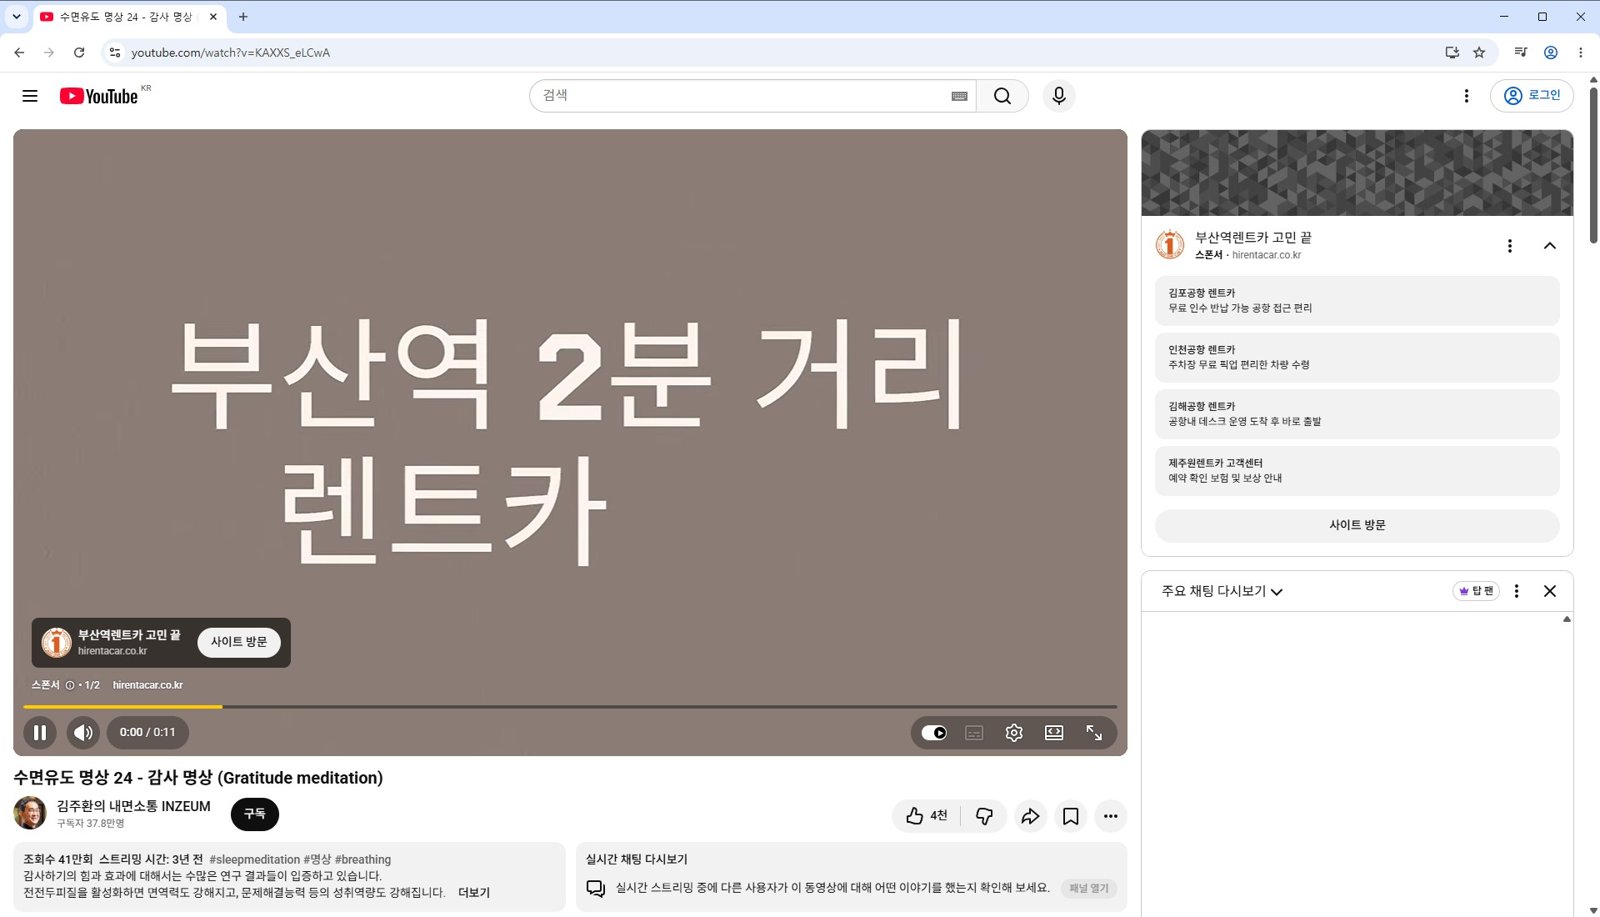 수면유도 명상 24 - 감사 명상
youtube.com/watch?v=KAXXS_eLCwA
YouTube KR
검색
로그인
부산역 2분 거리
렌트카
부산역렌트카 고민 끝
hirentacar.co.kr
사이트 방문
스폰서 • 1/2 hirentacar.co.kr
0:00 / 0:11
부산역렌트카 고민 끝
스폰서 · hirentacar.co.kr
김포공항 렌트카
무료 인수 반납 가능 공항 접근 편리
인천공항 렌트카
주차장 무료 픽업 편리한 차량 수령
김해공항 렌트카
공항내 데스크 운영 도착 후 바로 출발
제주원렌트카 고객센터
예약 확인 보험 및 보상 안내
사이트 방문
주요 채팅 다시보기
탑 팬
수면유도 명상 24 - 감사 명상 (Gratitude meditation)
김주환의 내면소통 INZEUM
구독자 37.8만명
구독
4천
조회수 41만회 스트리밍 시간: 3년 전 #sleepmeditation #명상 #breathing
감사하기의 힘과 효과에 대해서는 수많은 연구 결과들이 입증하고 있습니다.
전전두피질을 활성화하면 면역력도 강해지고, 문제해결능력 등의 성취역량도 강해집니다. 더보기
실시간 채팅 다시보기
실시간 스트리밍 중에 다른 사용자가 이 동영상에 대해 어떤 이야기를 했는지 확인해 보세요.
패널 열기